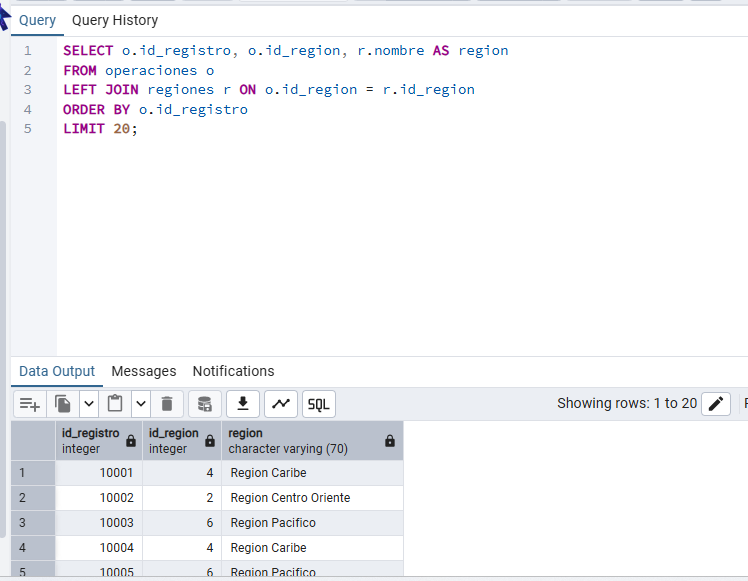 Query Query History
1 SELECT o.id_registro, o.id_region, r.nombre AS region
2 FROM operaciones o
3 LEFT JOIN regiones r ON o.id_region = r.id_region
4 ORDER BY o.id_registro
5 LIMIT 20;
Data Output Messages Notifications
SQL Showing rows: 1 to 20
id_registro id_region region
integer integer character varying (70)
1 10001 4 Region Caribe
2 10002 2 Region Centro Oriente
3 10003 6 Region Pacifico
4 10004 4 Region Caribe
5 10005 6 Region Pacifico